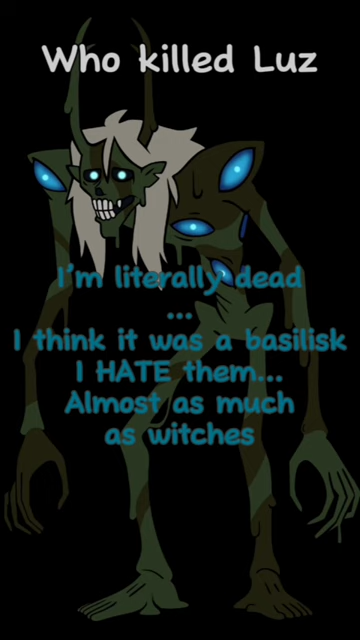 Who killed Luz
I'm literally dead
...
I think it was a basilisk
I HATE them...
Almost as much
as witches